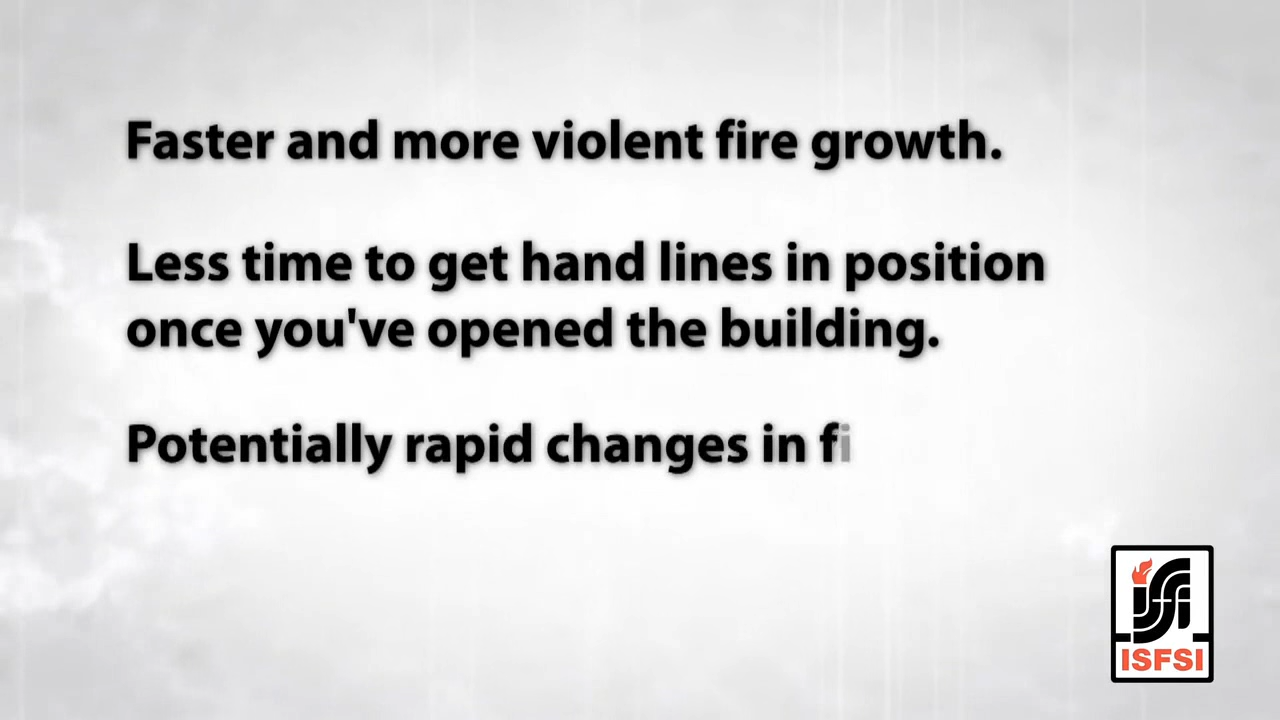 Faster and more violent fire growth.
Less time to get hand lines in position
once you've opened the building.
Potentially rapid changes in fi
ISFSI